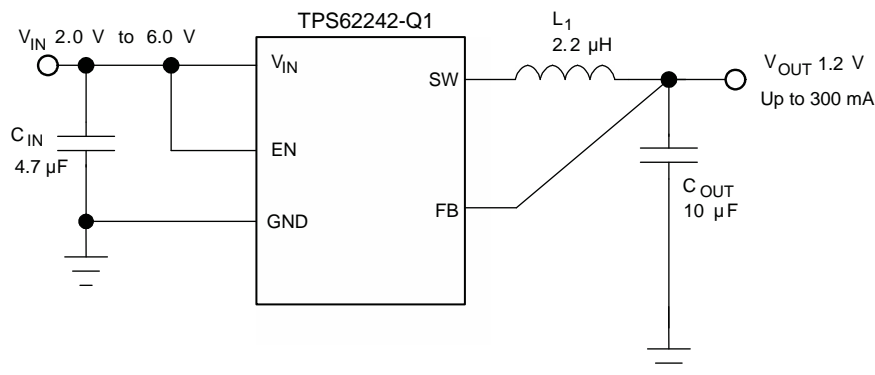 TPS62242-Q1
VIN 2.0 V to 6.0 V
VIN
EN
GND
SW
FB
CIN
4.7 µF
L1
2.2 µH
VOUT 1.2 V
Up to 300 mA
COUT
10 µF